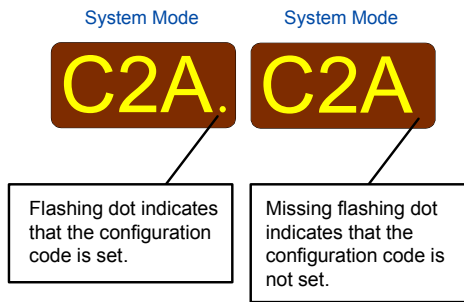 System Mode
System Mode
C2A.
C2A
Flashing dot indicates
that the configuration
code is set.
Missing flashing dot
indicates that the
configuration code is
not set.